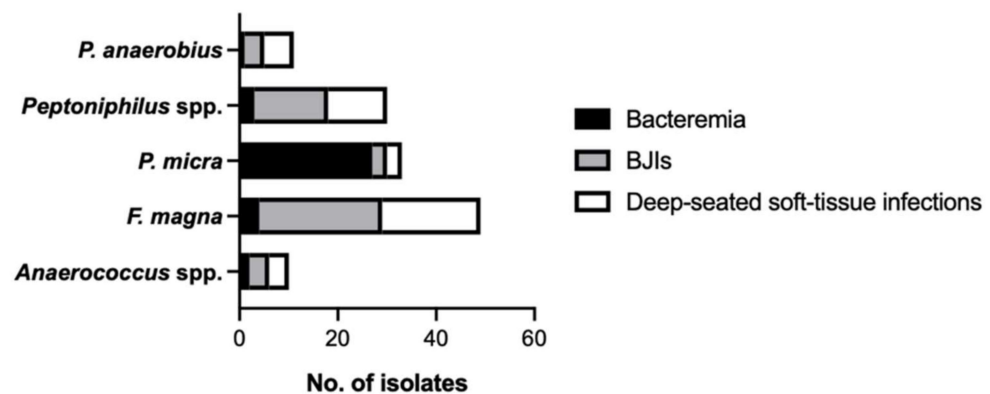 P. anaerobius
Peptoniphilus spp.
P. micra
F. magna
Anaerococcus spp.
0 20 40 60
No. of isolates
Bacteremia
BJIs
Deep-seated soft-tissue infections